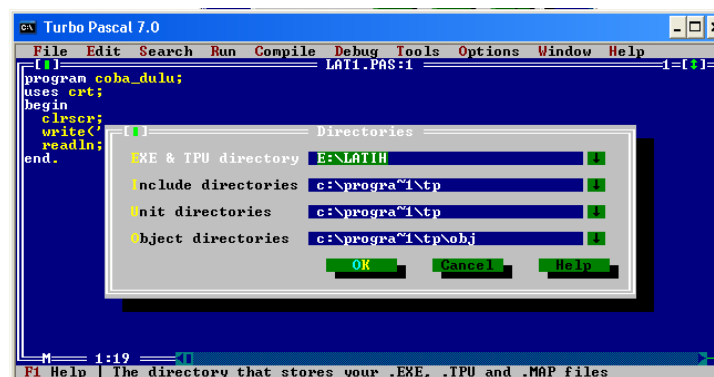 Turbo Pascal 7.0
File Edit Search Run Compile Debug Tools Options Window Help
LAT1.PAS:1 1=[↕]
program coba_dulu;
uses crt;
begin
clrscr;
write('
readln;
end.
Directories
EXE & TPU directory E:\LATIH ↓
Include directories c:\progra~1\tp ↓
Unit directories c:\progra~1\tp ↓
Object directories c:\progra~1\tp\obj ↓
OK Cancel Help
M 1:19
F1 Help | The directory that stores your .EXE, .TPU and .MAP files